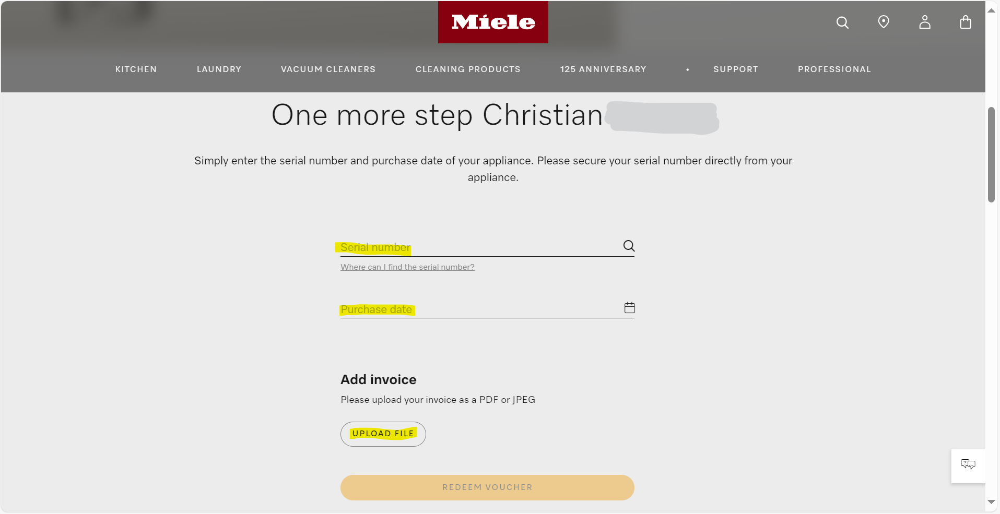 Miele
KITCHEN LAUNDRY VACUUM CLEANERS CLEANING PRODUCTS 125 ANNIVERSARY • SUPPORT PROFESSIONAL
One more step Christian
Simply enter the serial number and purchase date of your appliance. Please secure your serial number directly from your
appliance.
Serial number
Where can I find the serial number?
Purchase date
Add invoice
Please upload your invoice as a PDF or JPEG
UPLOAD FILE
REDEEM VOUCHER